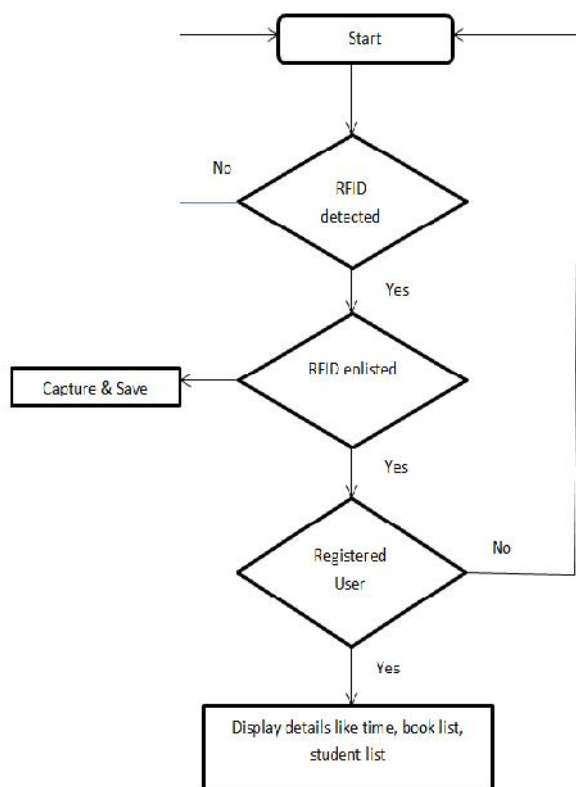 Start
No
RFID
detected
Yes
RFID enlisted
Capture & Save
Yes
Registered
User
No
Yes
Display details like time, book list,
student list